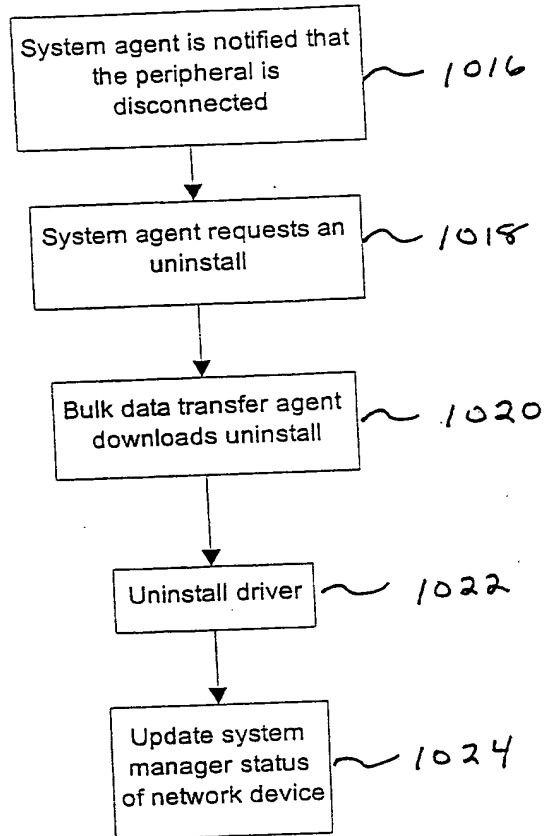 System agent is notified that
the peripheral is
disconnected
1016
System agent requests an
uninstall
1018
Bulk data transfer agent
downloads uninstall
1020
Uninstall driver
1022
Update system
manager status
of network device
1024